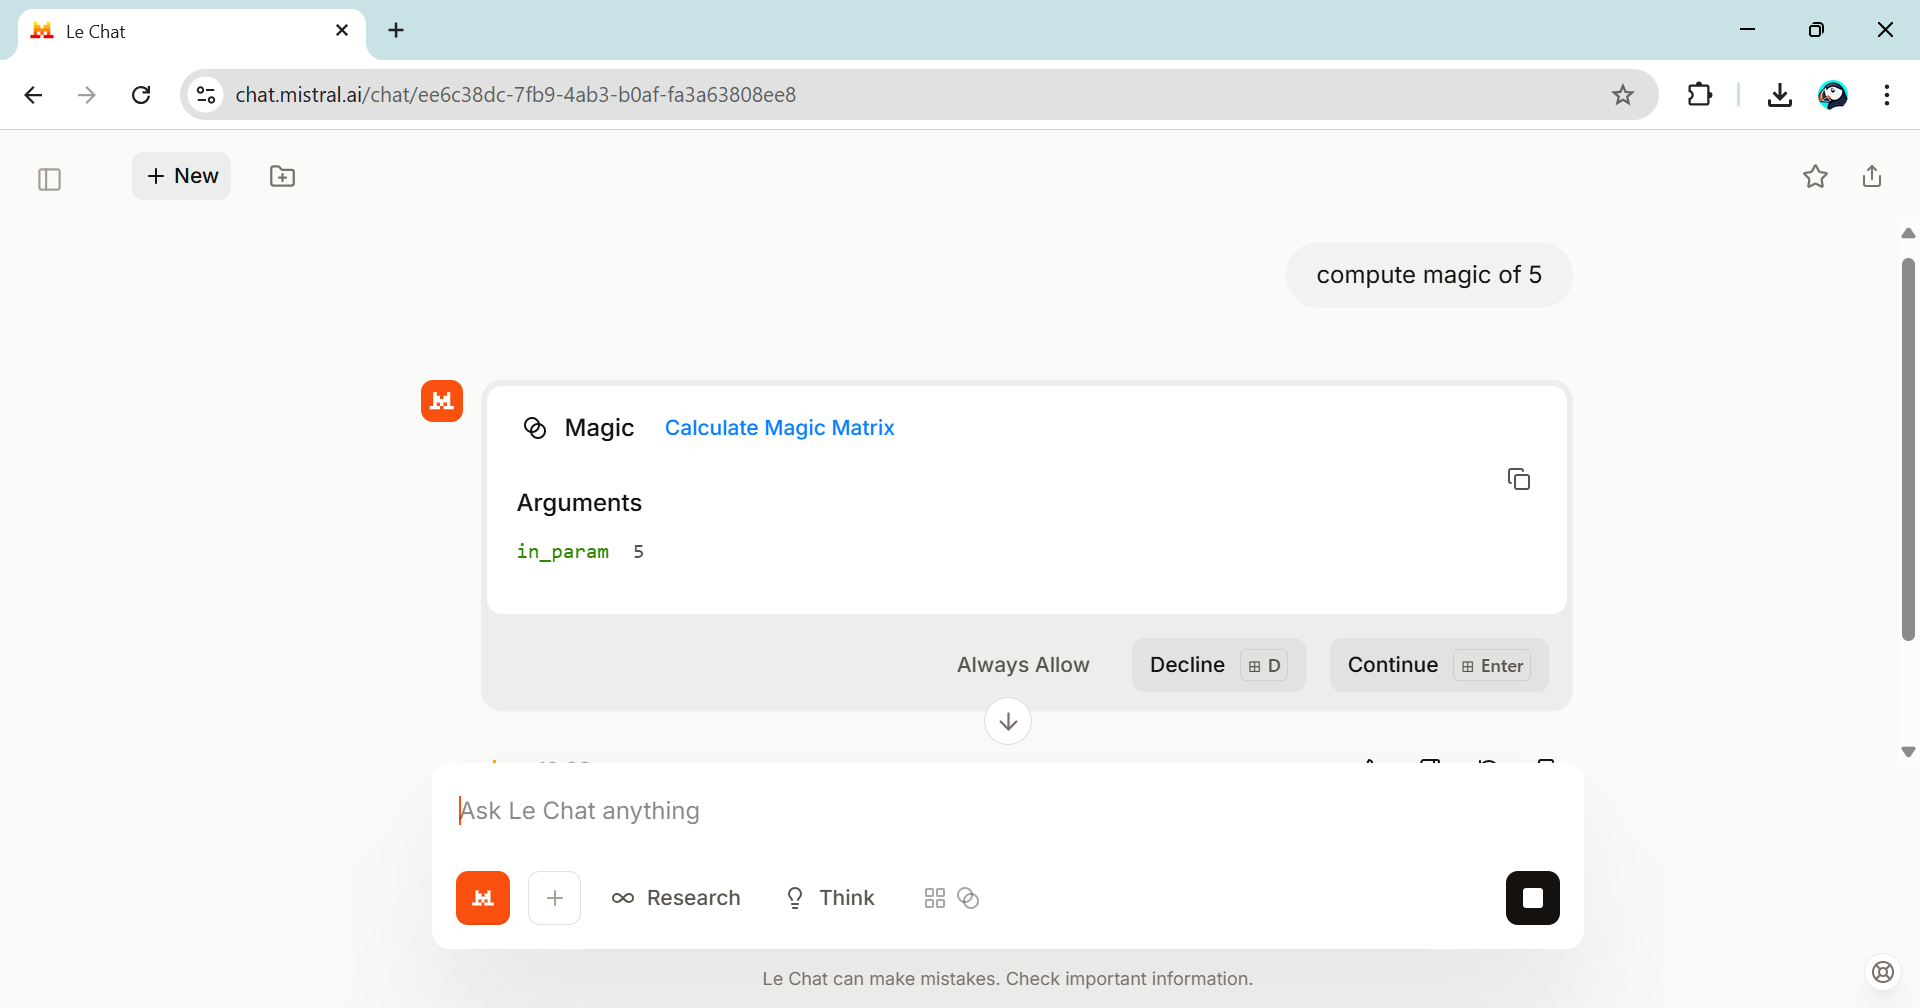 Le Chat
chat.mistral.ai/chat/ee6c38dc-7fb9-4ab3-b0af-fa3a63808ee8
New
compute magic of 5
Magic Calculate Magic Matrix
Arguments
in_param 5
Always Allow Decline D Continue Enter
Ask Le Chat anything
Research Think
Le Chat can make mistakes. Check important information.